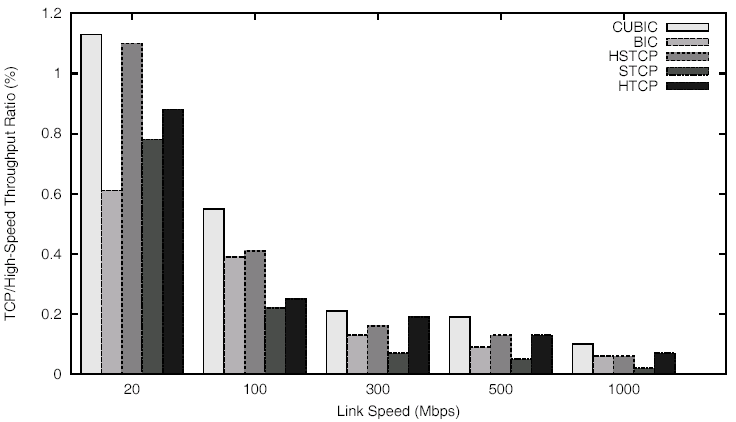 1.2
1
0.8
0.6
0.4
0.2
0
TCP/High-Speed Throughput Ratio (%)
CUBIC
BIC
HSTCP
STCP
HTCP
20 100 300 500 1000
Link Speed (Mbps)